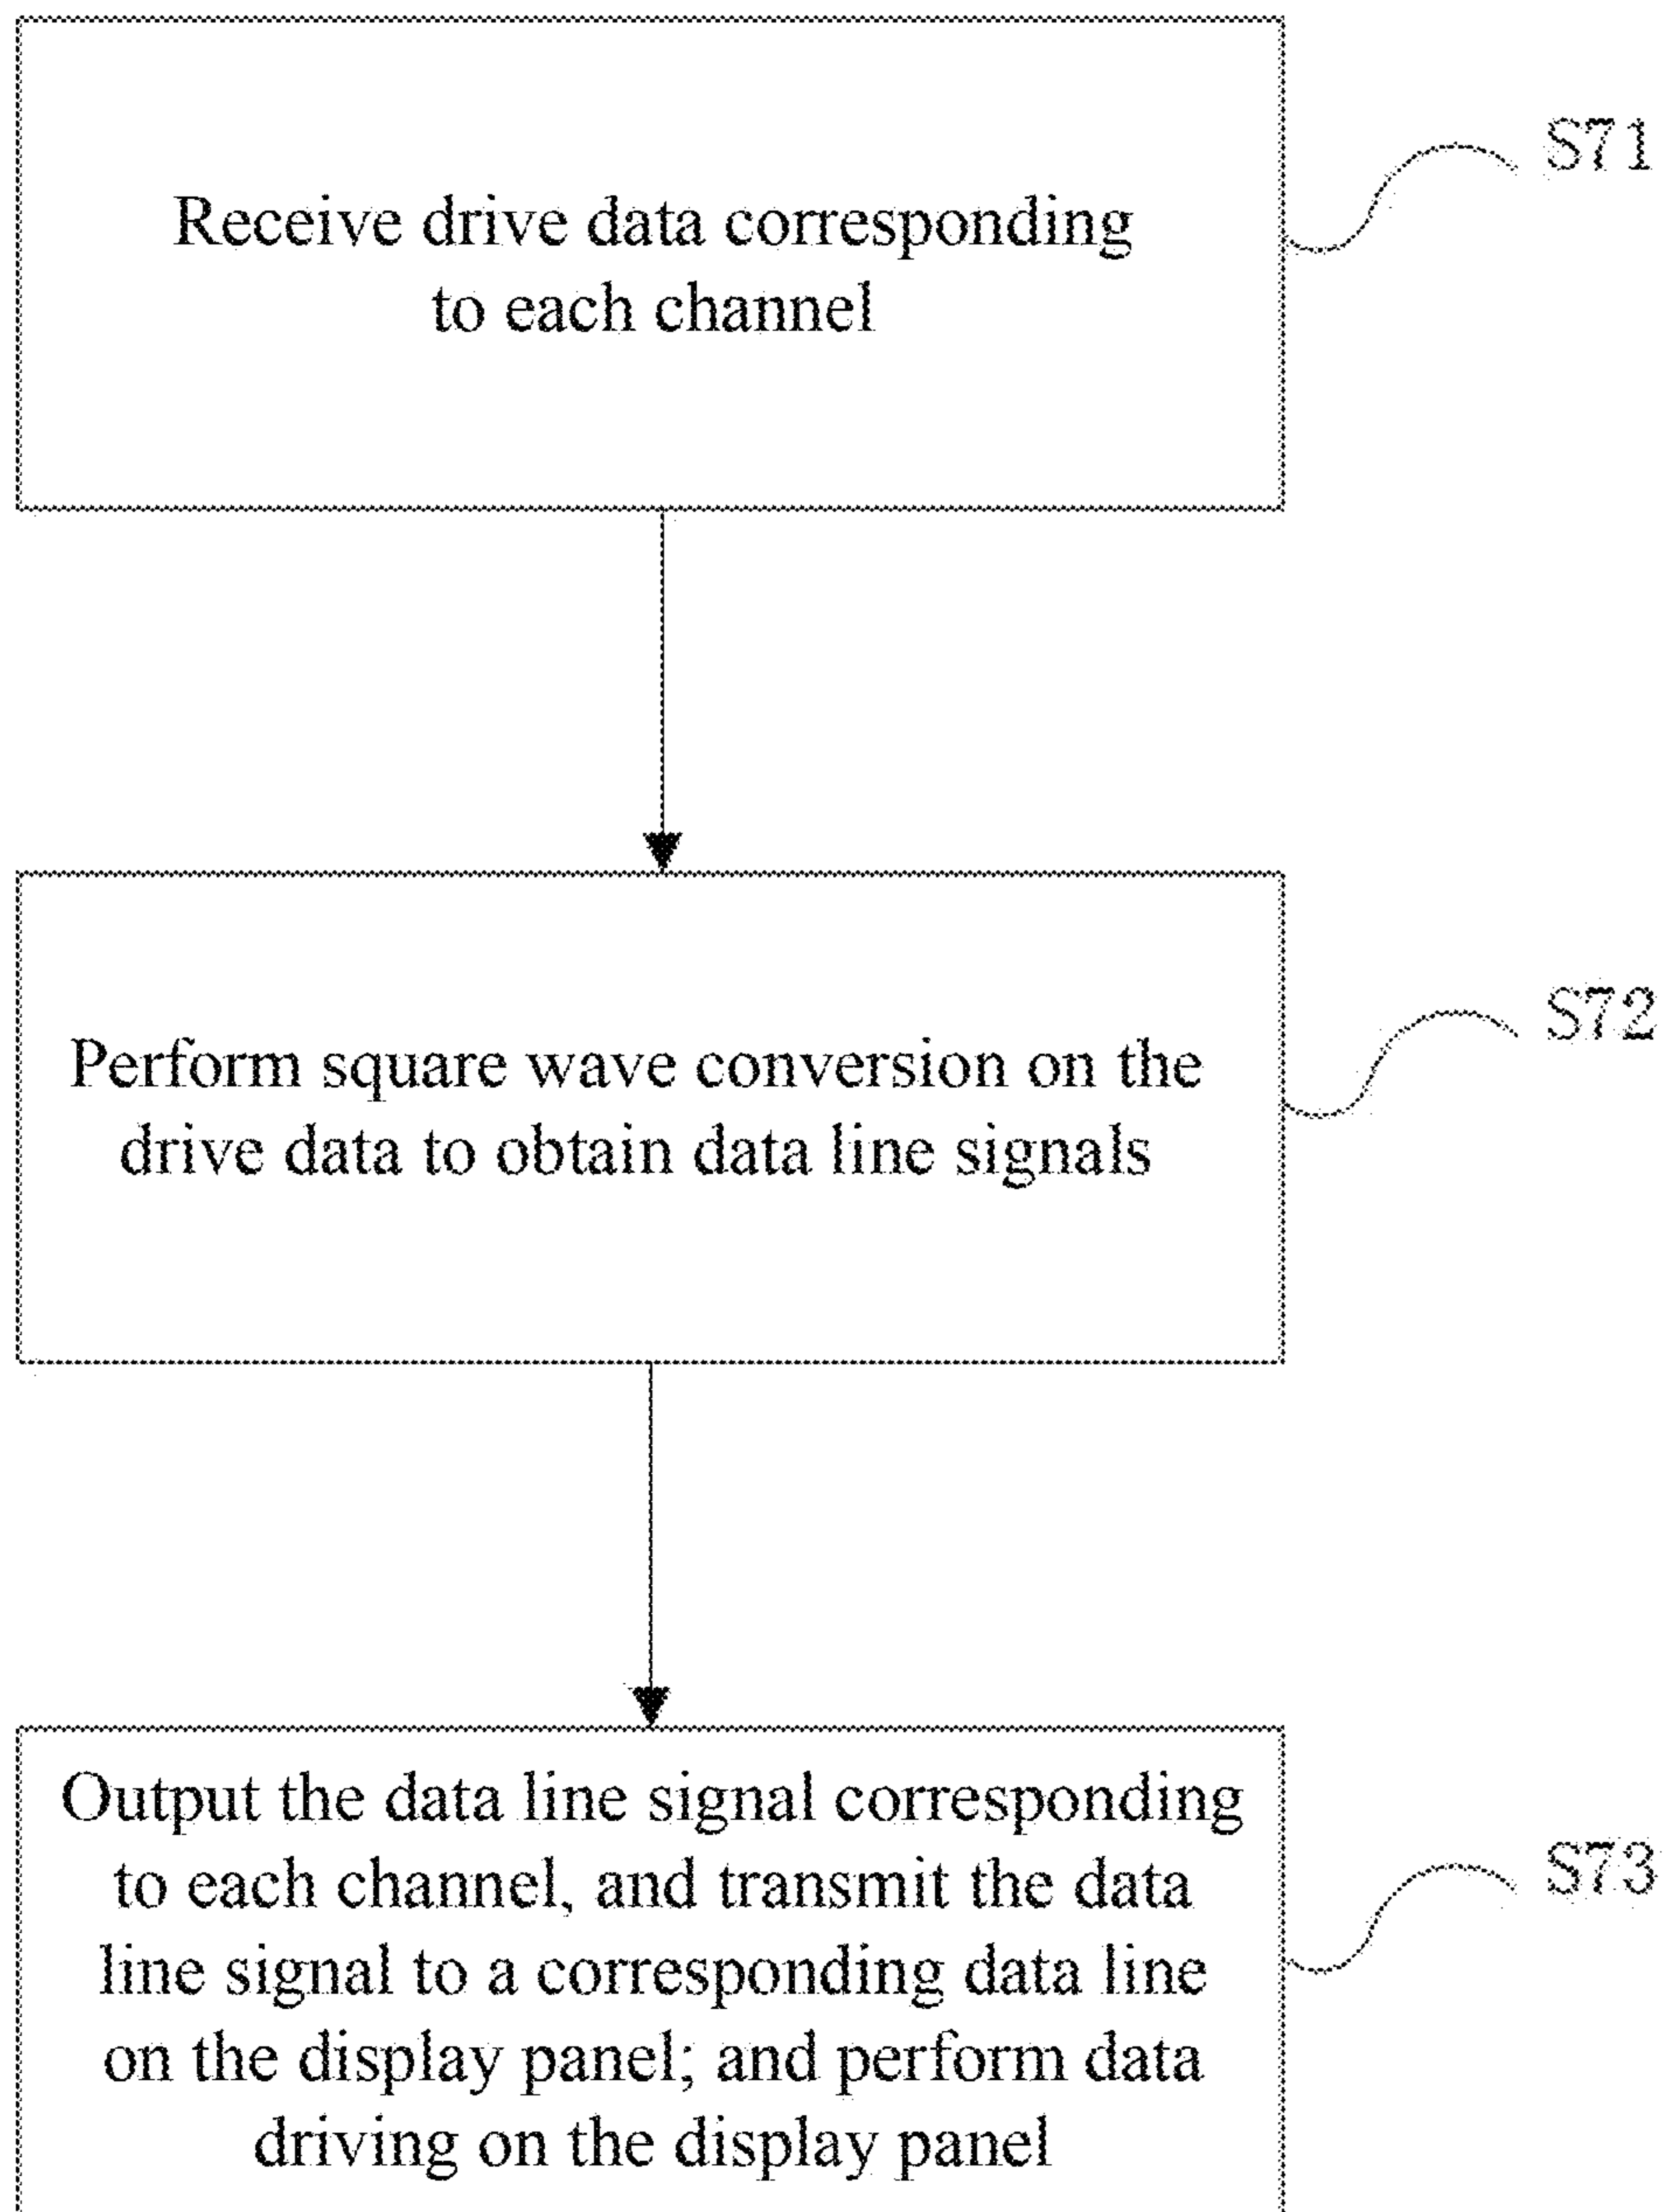 S71
Receive drive data corresponding
to each channel
S72
Perform square wave conversion on the
drive data to obtain data line signals
Output the data line signal corresponding
S73
to each channel, and transmit the data
line signal to a corresponding data line
on the display panel; and perform data
driving on the display panel